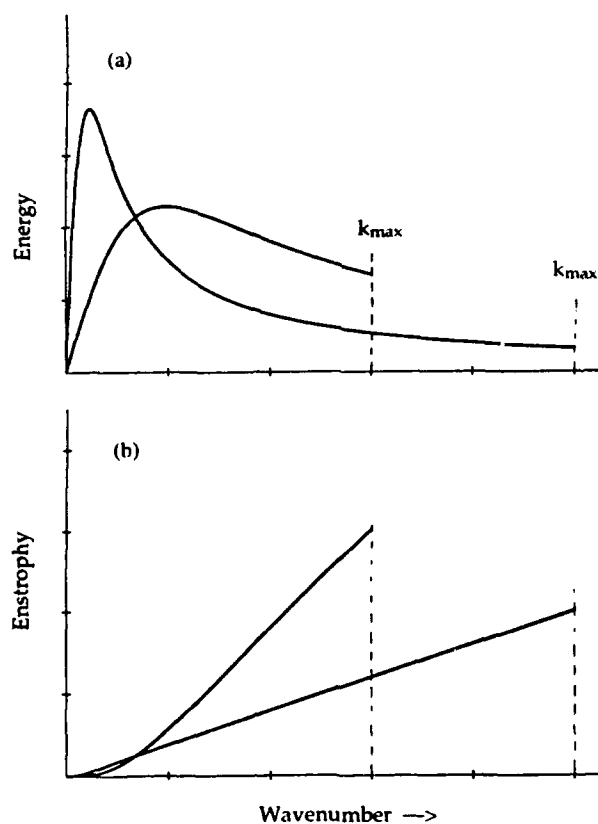 (a)
Energy
kmax
kmax
(b)
Enstrophy
Wavenumber —>